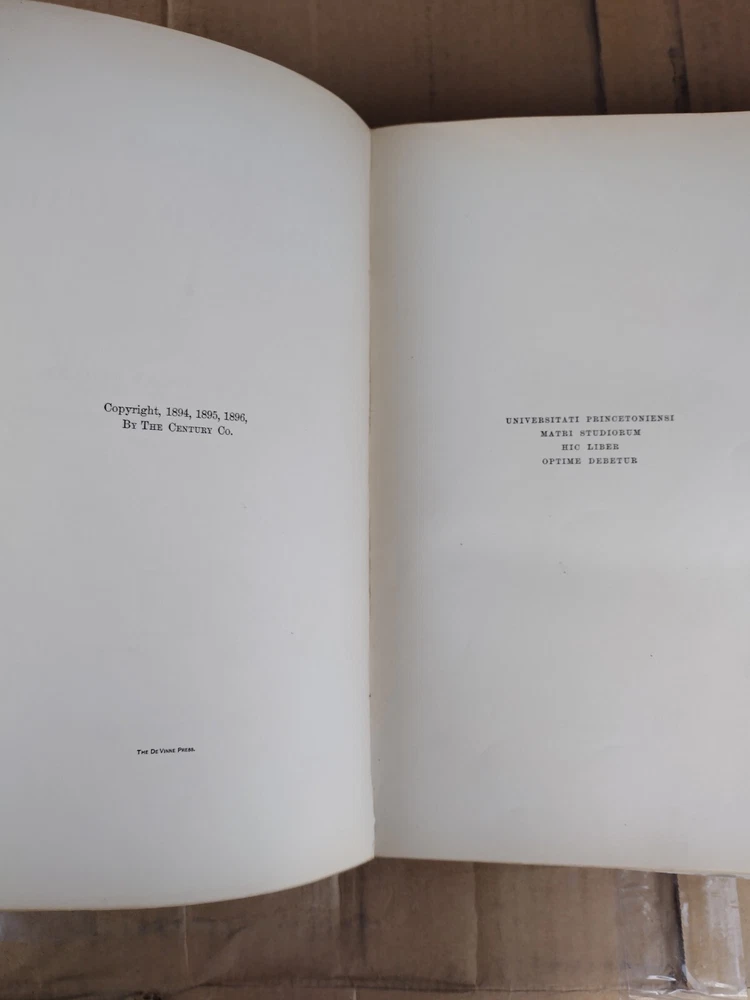 Copyright, 1894, 1895, 1896,
By The Century Co.
The De Vinne Press.
UNIVERSITATI PRINCETONIENSI
MATRI STUDIORUM
HIC LIBER
OPTIME DEBETUR